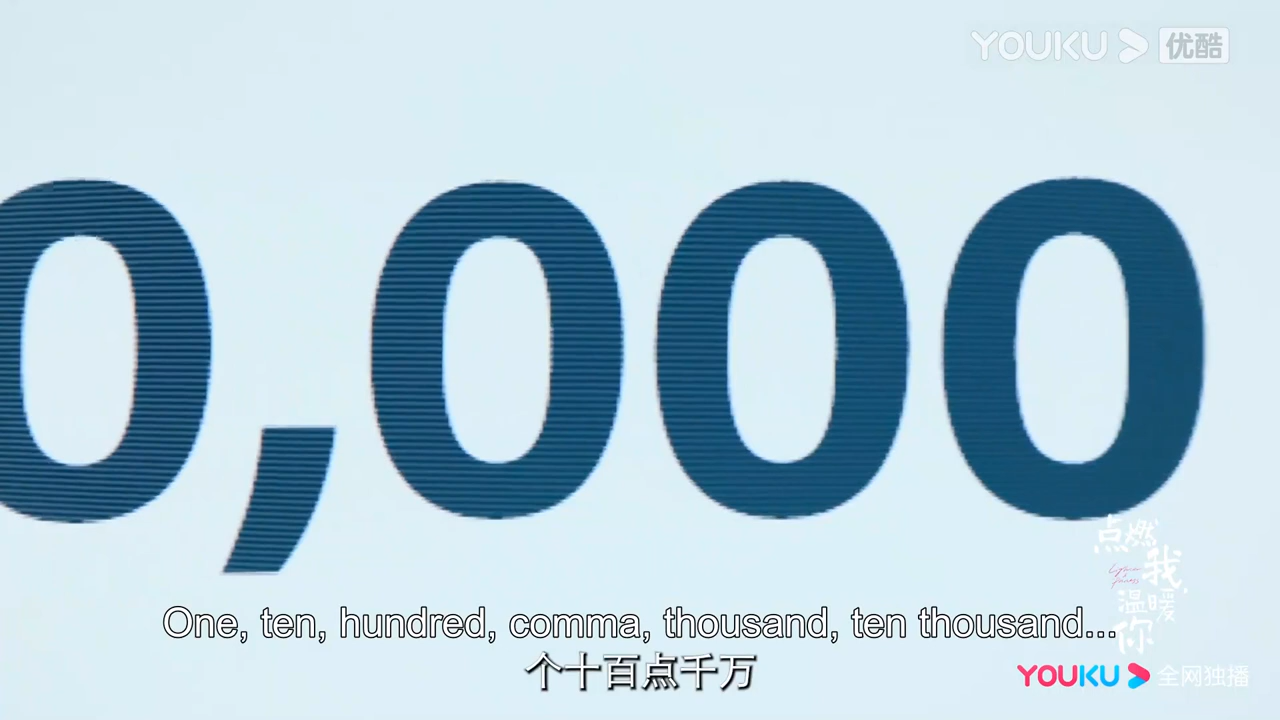 YOUKU 优酷
0,000
点燃
我
温暖
你
One, ten, hundred, comma, thousand, ten thousand...
个十百点千万
YOUKU 全网独播